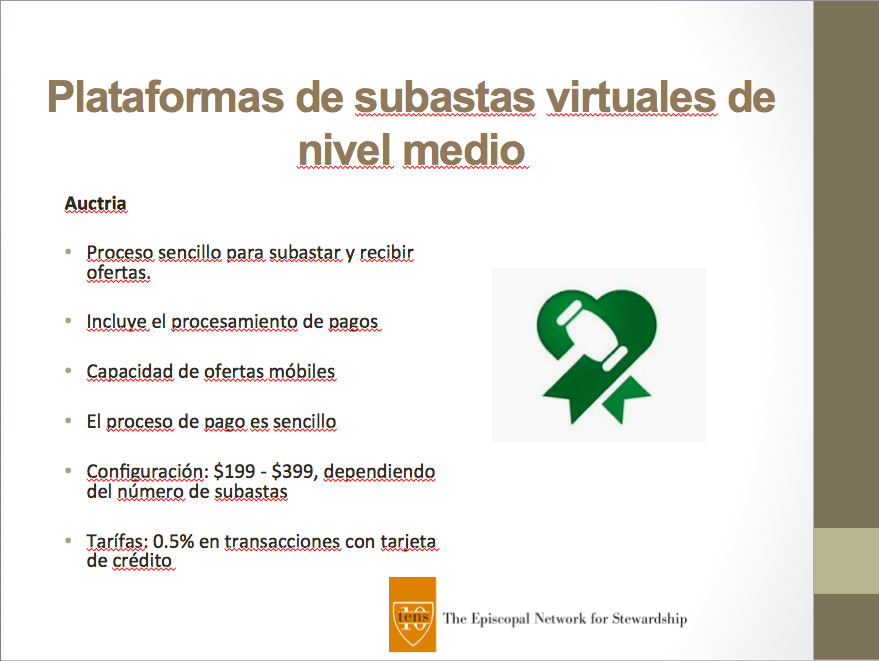 Plataformas de subastas virtuales de
nivel medio
Auctria
• Proceso sencillo para subastar y recibir
ofertas.
• Incluye el procesamiento de pagos
• Capacidad de ofertas móbiles
• El proceso de pago es sencillo
• Configuración: $199 - $399, dependiendo
del número de subastas
• Tarífas: 0.5% en transacciones con tarjeta
de crédito
tens
10
The Episcopal Network for Stewardship